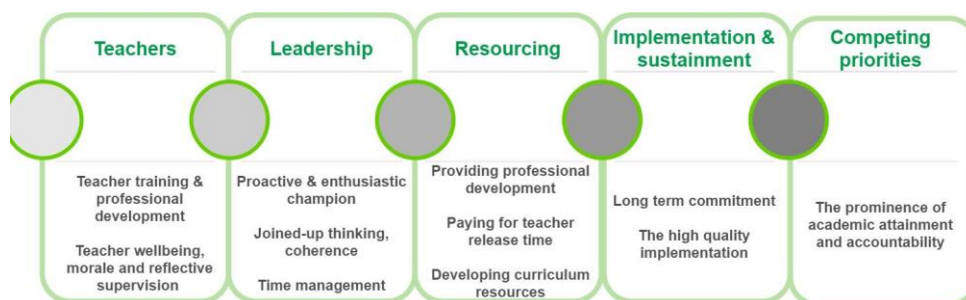 Teachers
Teacher training &
professional
development
Teacher wellbeing,
morale and reflective
supervision
Leadership
Proactive & enthusiastic
champion
Joined-up thinking,
coherence
Time management
Resourcing
Providing professional
development
Paying for teacher
release time
Developing curriculum
resources
Implementation &
sustainment
Long term commitment
The high quality
implementation
Competing
priorities
The prominence of
academic attainment
and accountability